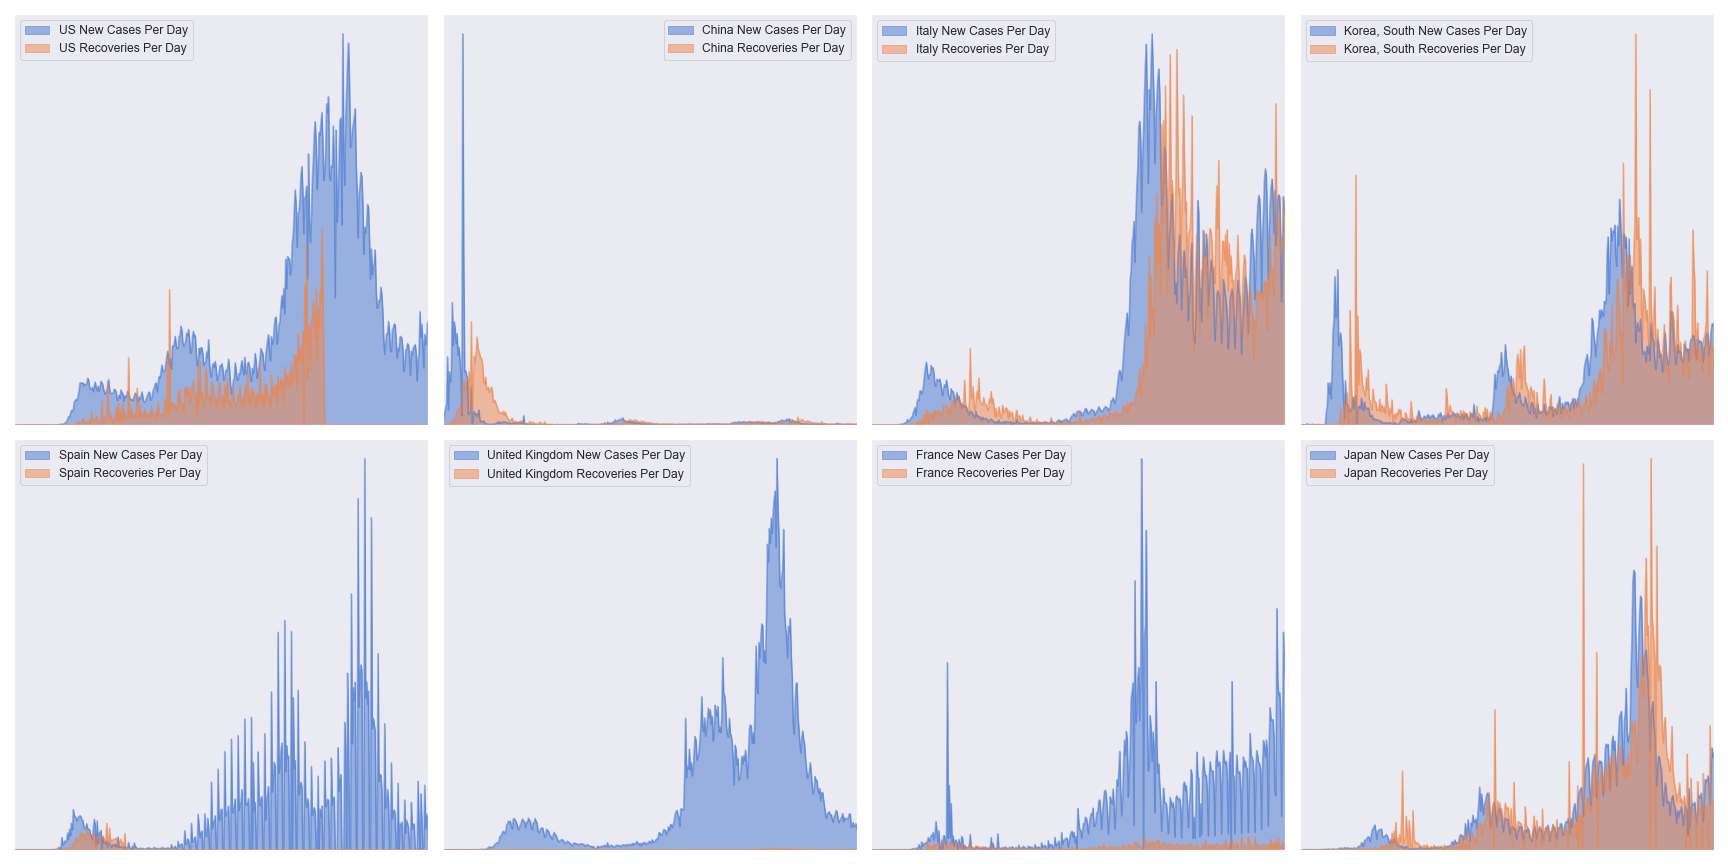 US New Cases Per Day
US Recoveries Per Day
China New Cases Per Day
China Recoveries Per Day
Italy New Cases Per Day
Italy Recoveries Per Day
Korea, South New Cases Per Day
Korea, South Recoveries Per Day
Spain New Cases Per Day
Spain Recoveries Per Day
United Kingdom New Cases Per Day
United Kingdom Recoveries Per Day
France New Cases Per Day
France Recoveries Per Day
Japan New Cases Per Day
Japan Recoveries Per Day